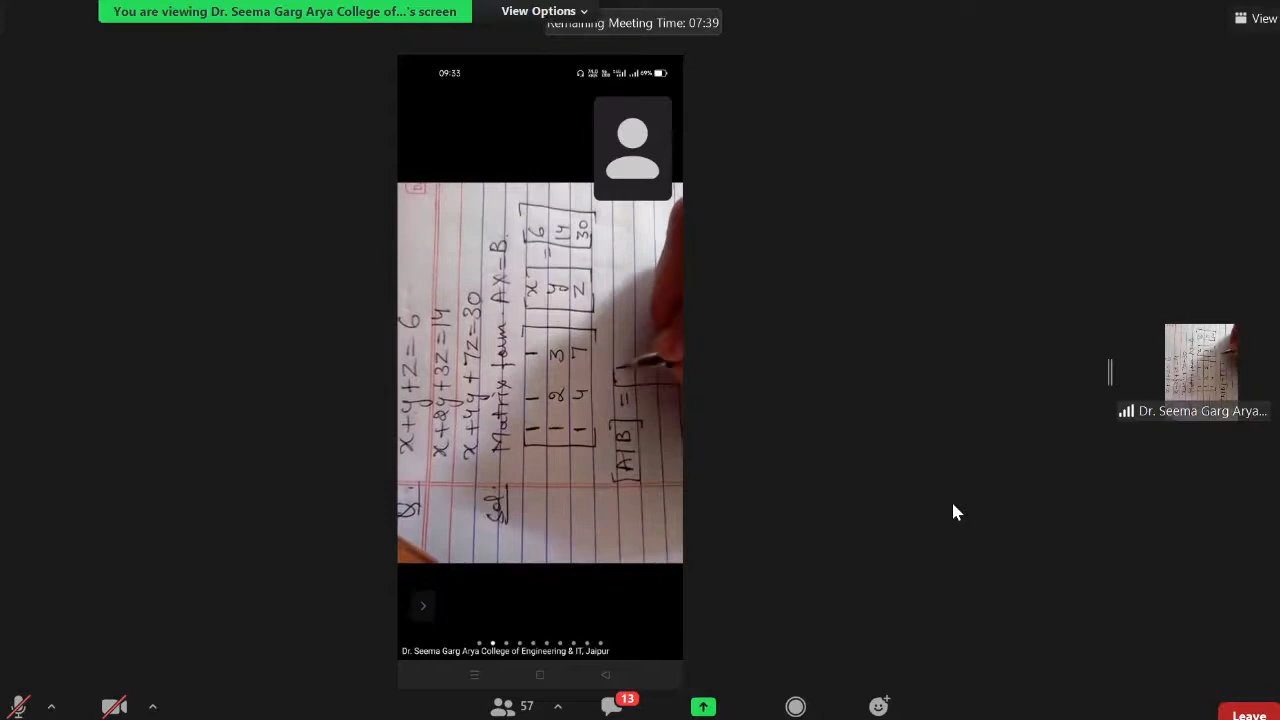 You are viewing Dr. Seema Garg Arya College of...'s screen
View Options
Remaining Meeting Time: 07:39
View
09:33
69%
Q.
x+y+z=6
x+2y+3z=14
x+4y+7z=30
Sol. Matrix form AX=B.
1 1 1 x 6
1 2 3 y = 14
1 4 7 z 30
[A|B] = [
Dr. Seema Garg Arya College of Engineering & IT, Jaipur
Dr. Seema Garg Arya...
57
13
Leave